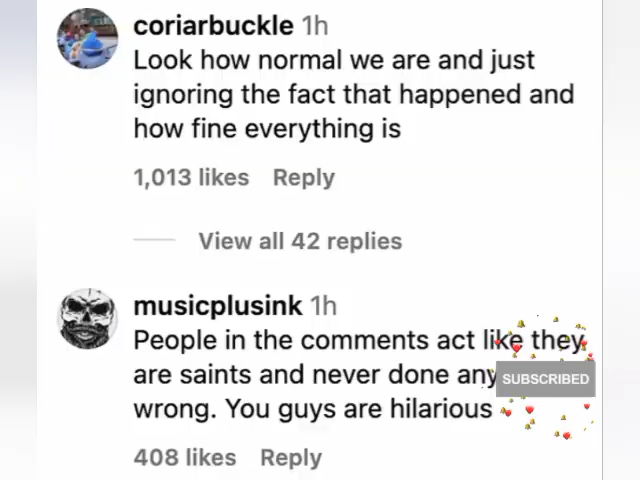 coriarbuckle 1h
Look how normal we are and just
ignoring the fact that happened and
how fine everything is
1,013 likes Reply
View all 42 replies
musicplusink 1h
People in the comments act like they
are saints and never done any
SUBSCRIBED
wrong. You guys are hilarious
408 likes Reply